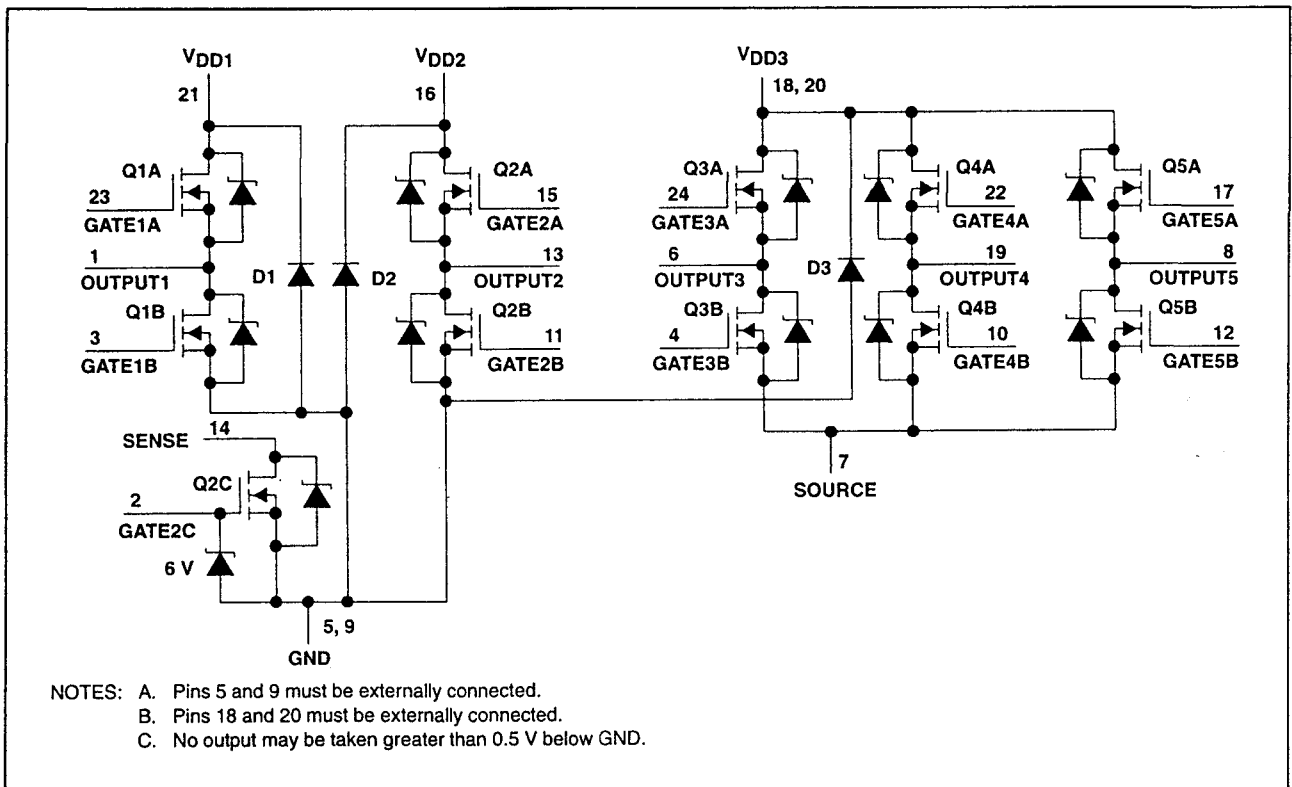 VDD1
VDD2
VDD3
21
16
18, 20
Q1A
Q2A
Q3A
Q4A
Q5A
23
15
24
22
17
GATE1A
GATE2A
GATE3A
GATE4A
GATE5A
1
13
6
19
8
OUTPUT1
D1
D2
OUTPUT2
OUTPUT3
D3
OUTPUT4
OUTPUT5
Q1B
Q2B
Q3B
Q4B
Q5B
3
11
4
10
12
GATE1B
GATE2B
GATE3B
GATE4B
GATE5B
SENSE
14
7
SOURCE
Q2C
2
GATE2C
6 V
5, 9
GND
NOTES: A. Pins 5 and 9 must be externally connected.
B. Pins 18 and 20 must be externally connected.
C. No output may be taken greater than 0.5 V below GND.